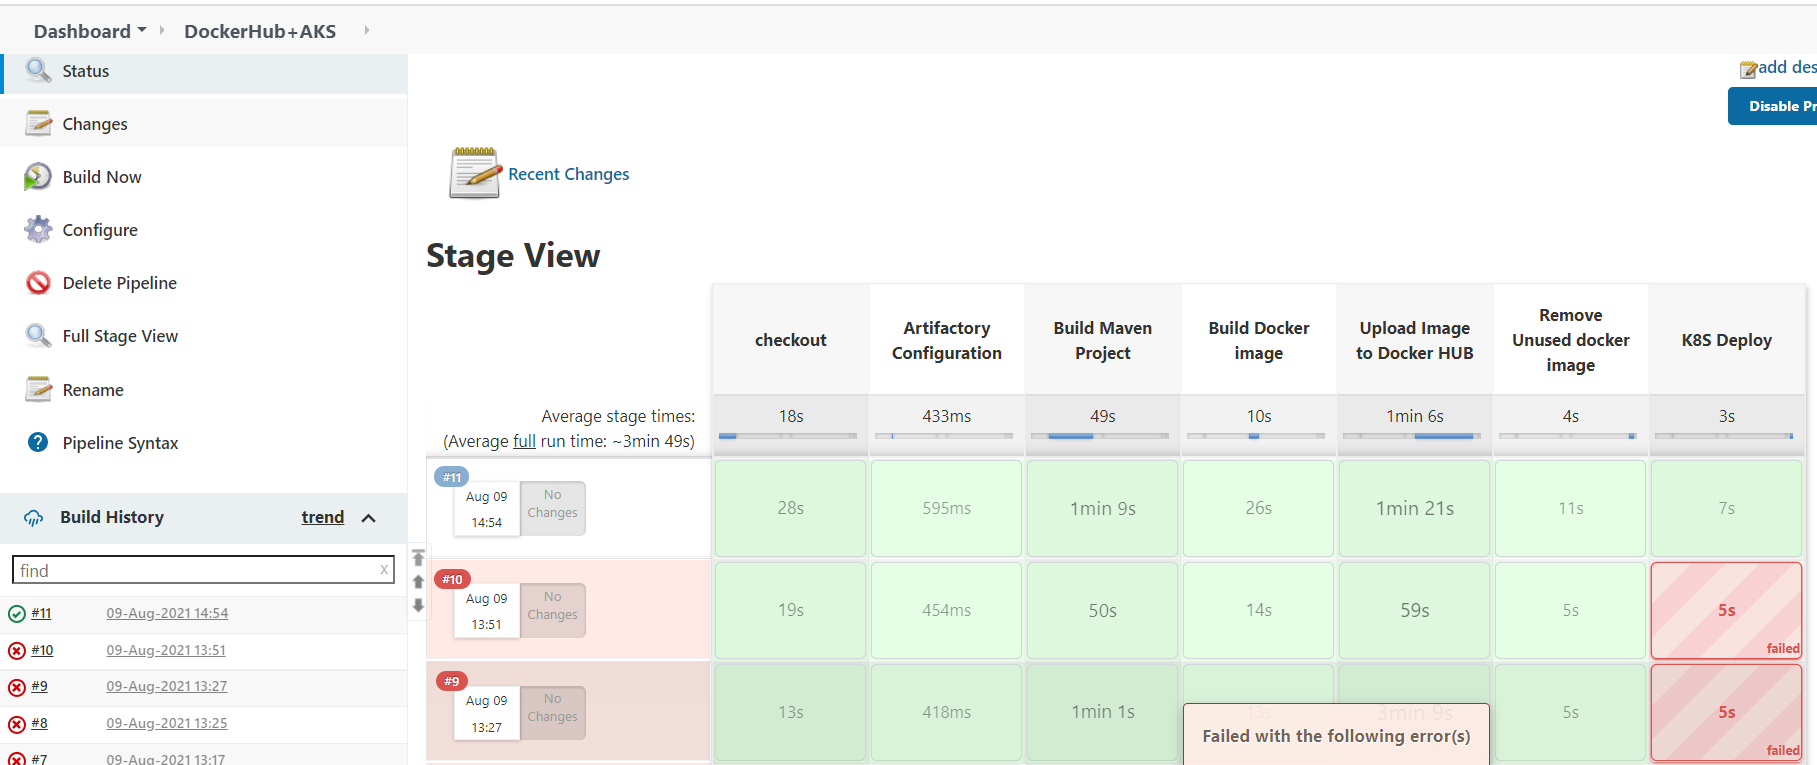 Dashboard DockerHub+AKS
Status
Changes
Build Now
Configure
Delete Pipeline
Full Stage View
Rename
Pipeline Syntax
Build History trend
find x
#11 09-Aug-2021 14:54
#10 09-Aug-2021 13:51
#9 09-Aug-2021 13:27
#8 09-Aug-2021 13:25
#7 09-Aug-2021 13:17
add des
Disable Pr
Recent Changes
Stage View
checkout
Artifactory
Configuration
Build Maven
Project
Build Docker
image
Upload Image
to Docker HUB
Remove
Unused docker
image
K8S Deploy
Average stage times:
(Average full run time: ~3min 49s)
18s 433ms 49s 10s 1min 6s 4s 3s
#11
Aug 09
14:54
No
Changes
28s 595ms 1min 9s 26s 1min 21s 11s 7s
#10
Aug 09
13:51
No
Changes
19s 454ms 50s 14s 59s 5s 5s
failed
#9
Aug 09
13:27
No
Changes
13s 418ms 1min 1s 13s 3min 9s 5s 5s
failed
Failed with the following error(s)